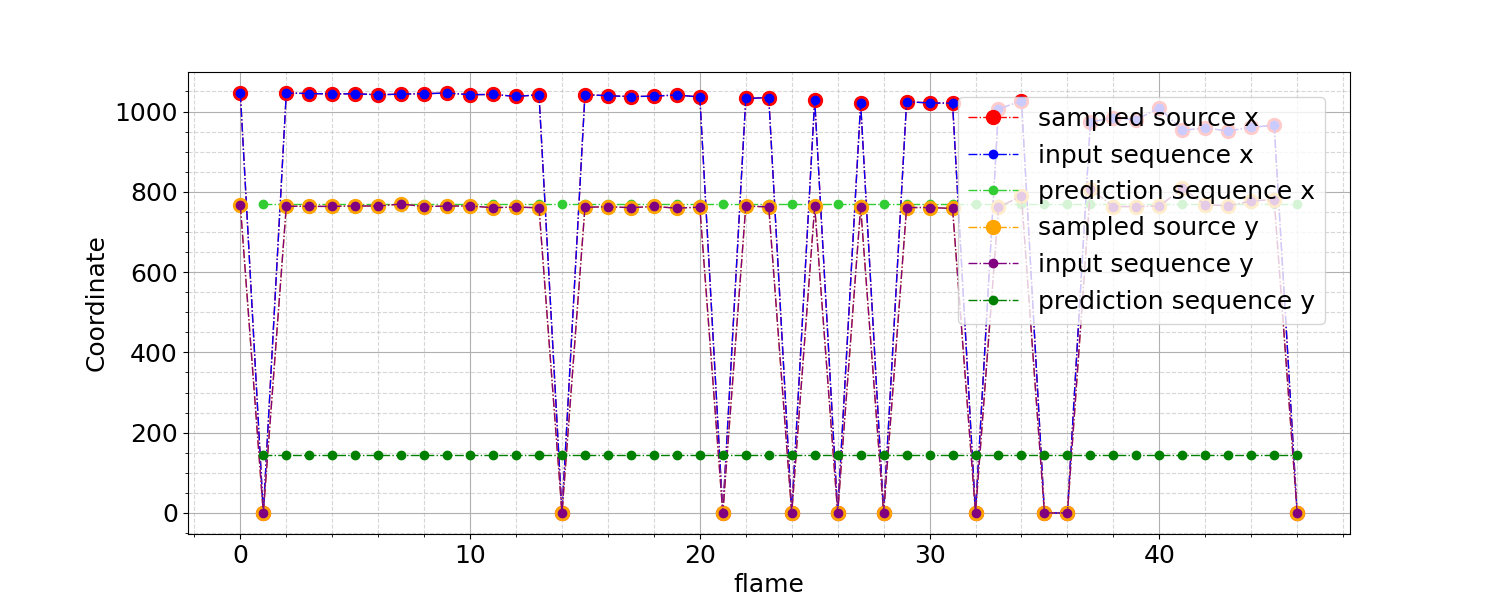 1000
800
600
400
200
0
Coordinate
sampled source x
input sequence x
prediction sequence x
sampled source y
input sequence y
prediction sequence y
0 10 20 30 40
flame